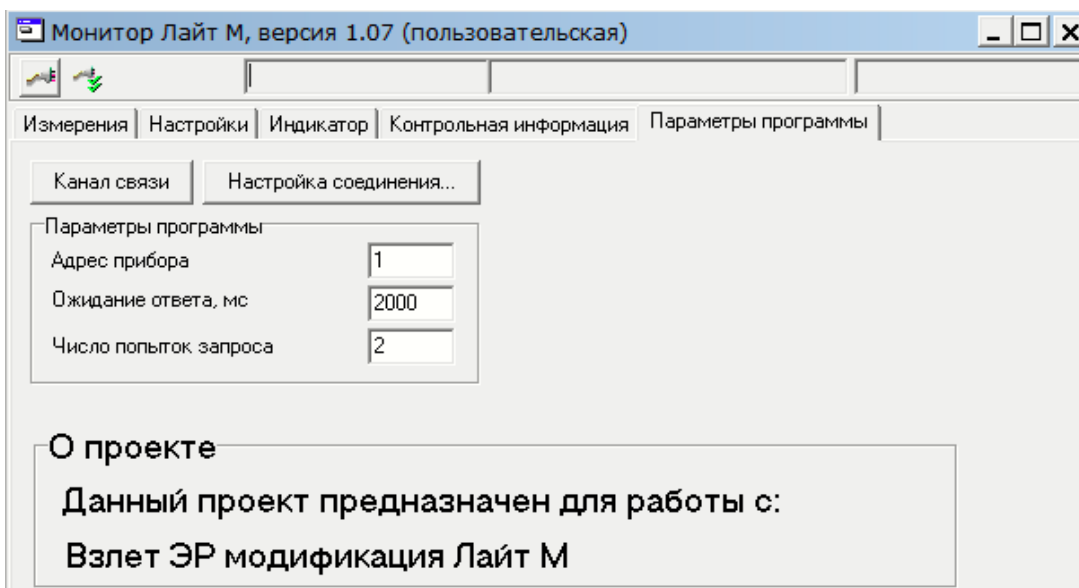 Монитор Лайт М, версия 1.07 (пользовательская)
Измерения Настройки Индикатор Контрольная информация Параметры программы
Канал связи Настройка соединения...
Параметры программы
Адрес прибора 1
Ожидание ответа, мс 2000
Число попыток запроса 2
О проекте
Данный проект предназначен для работы с:
Взлет ЭР модификация Лайт М